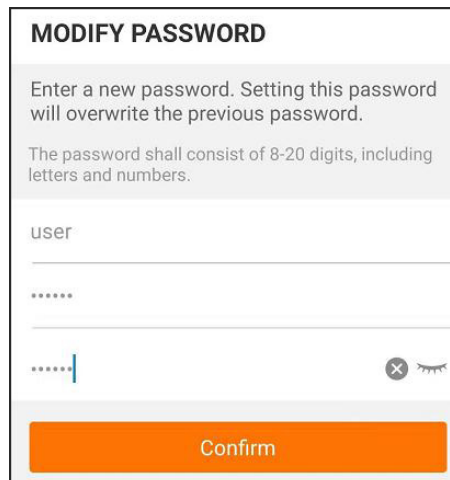 MODIFY PASSWORD
Enter a new password. Setting this password
will overwrite the previous password.
The password shall consist of 8-20 digits, including
letters and numbers.
user
••••••
••••••
Confirm